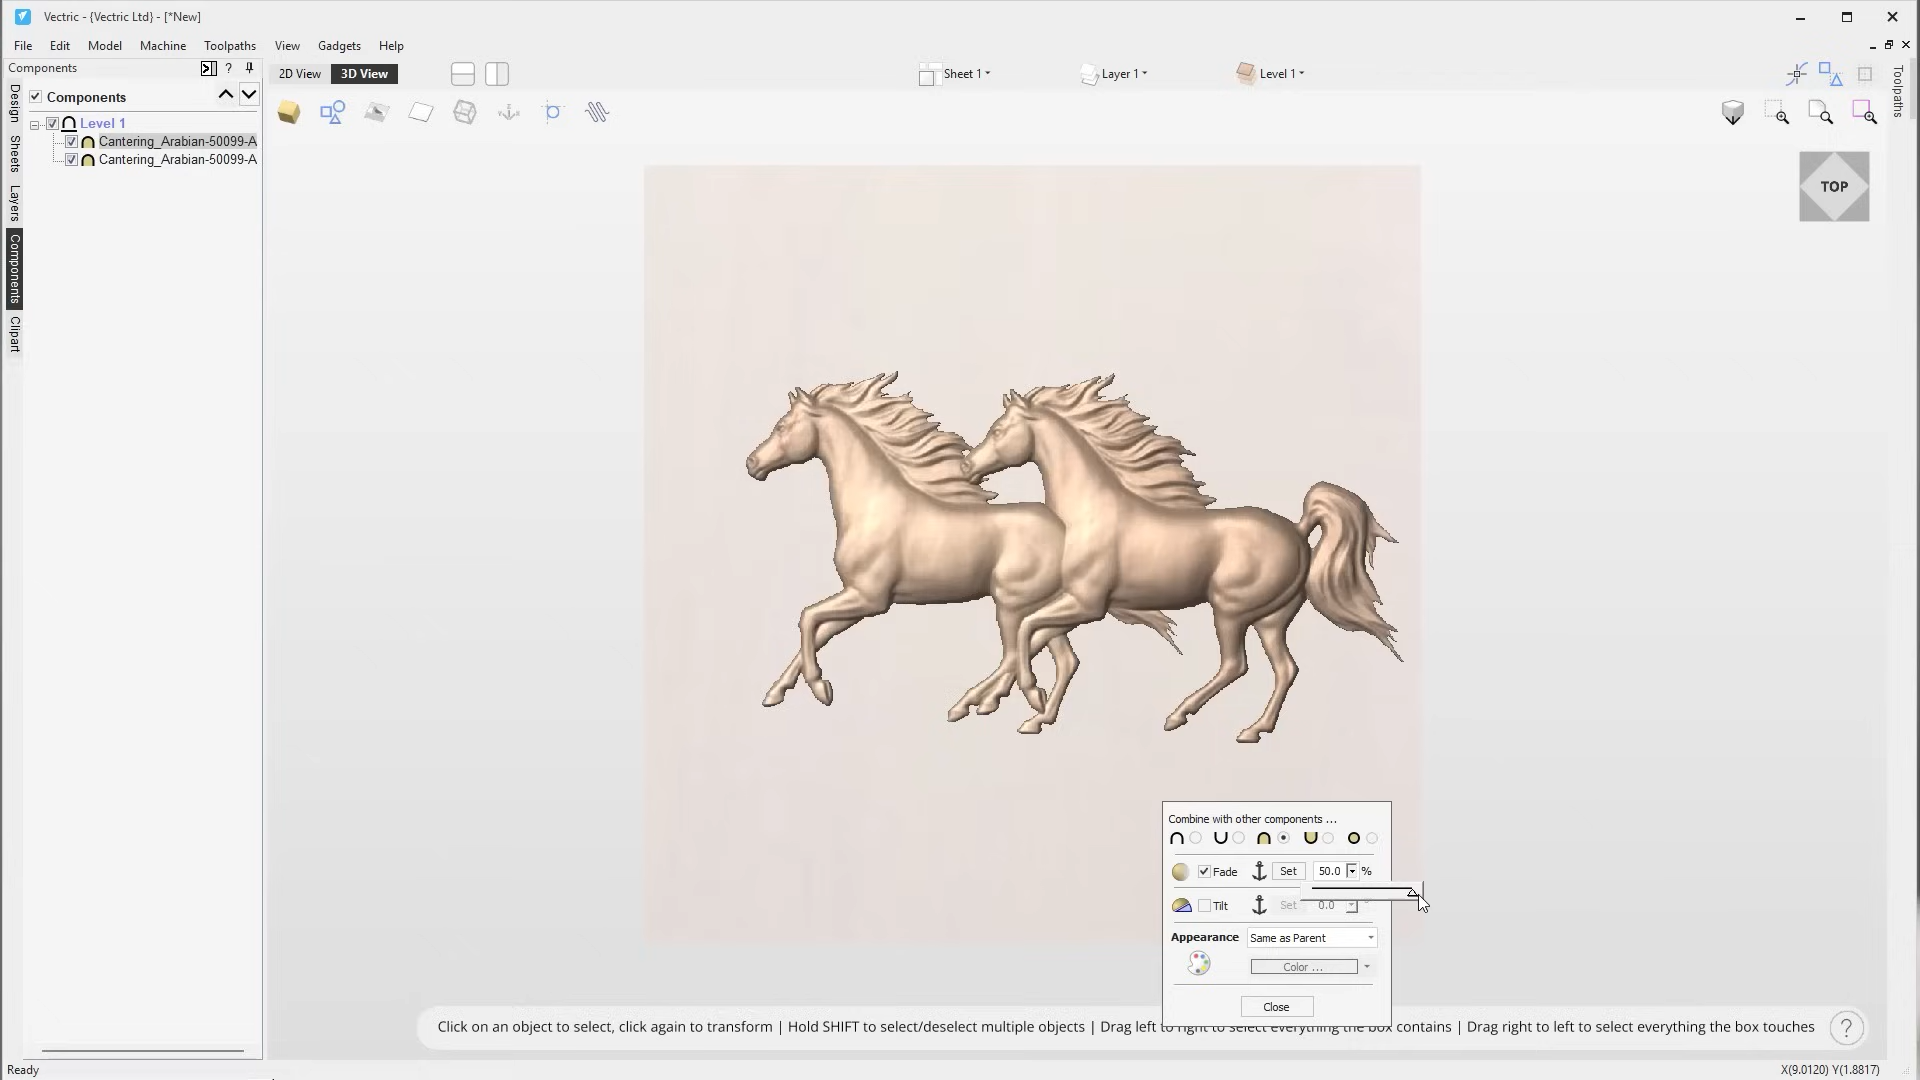 Vectric - {Vectric Ltd} - [*New]
File Edit Model Machine Toolpaths View Gadgets Help
Components ?
2D View 3D View Sheet 1 Layer 1 Level 1
Components
Level 1
Cantering_Arabian-50099-A
Cantering_Arabian-50099-A
Design
Sheets
Layers
Components
Clipart
Toolpaths
TOP
Combine with other components ...
Fade Set 50.0 %
Tilt Set 0.0
Appearance Same as Parent
Color ...
Close
Click on an object to select, click again to transform | Hold SHIFT to select/deselect multiple objects | Drag left to right to select everything the box contains | Drag right to left to select everything the box touches ?
Ready X(9.0120) Y(1.8817)